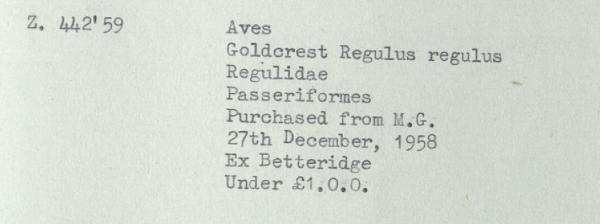 Z. 442'59 Aves
Goldcrest Regulus regulus
Regulidae
Passeriformes
Purchased from M.G.
27th December, 1958
Ex Betteridge
Under £1.0.0.